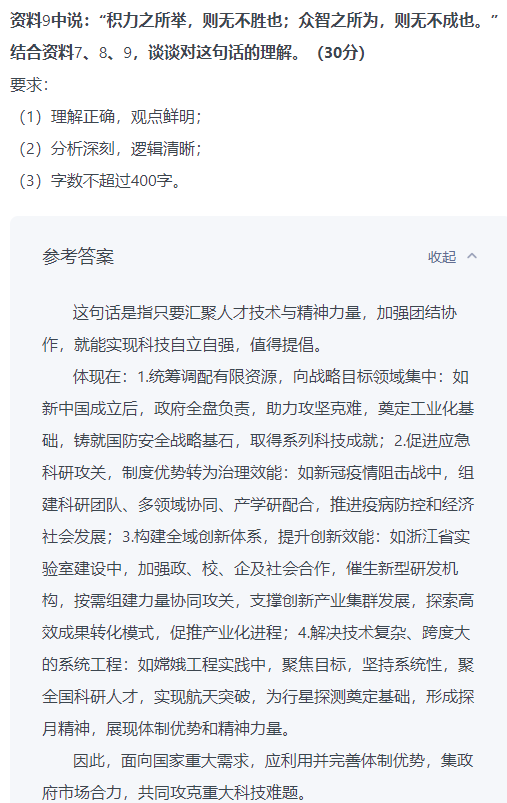 资料9中说：“积力之所举，则无不胜也；众智之所为，则无不成也。”
结合资料7、8、9，谈谈对这句话的理解。（30分）
要求：
（1）理解正确，观点鲜明；
（2）分析深刻，逻辑清晰；
（3）字数不超过400字。
参考答案
收起
这句话是指只要汇聚人才技术与精神力量，加强团结协
作，就能实现科技自立自强，值得提倡。
体现在：1.统筹调配有限资源，向战略目标领域集中：如
新中国成立后，政府全盘负责，助力攻坚克难，奠定工业化基
础，铸就国防安全战略基石，取得系列科技成就；2.促进应急
科研攻关，制度优势转为治理效能：如新冠疫情阻击战中，组
建科研团队、多领域协同、产学研配合，推进疫病防控和经济
社会发展；3.构建全域创新体系，提升创新效能：如浙江省实
验室建设中，加强政、校、企及社会合作，催生新型研发机
构，按需组建力量协同攻关，支撑创新产业集群发展，探索高
效成果转化模式，促推产业化进程；4.解决技术复杂、跨度大
的系统工程：如嫦娥工程实践中，聚焦目标，坚持系统性，聚
全国科研人才，实现航天突破，为行星探测奠定基础，形成探
月精神，展现体制优势和精神力量。
因此，面向国家重大需求，应利用并完善体制优势，集政
府市场合力，共同攻克重大科技难题。